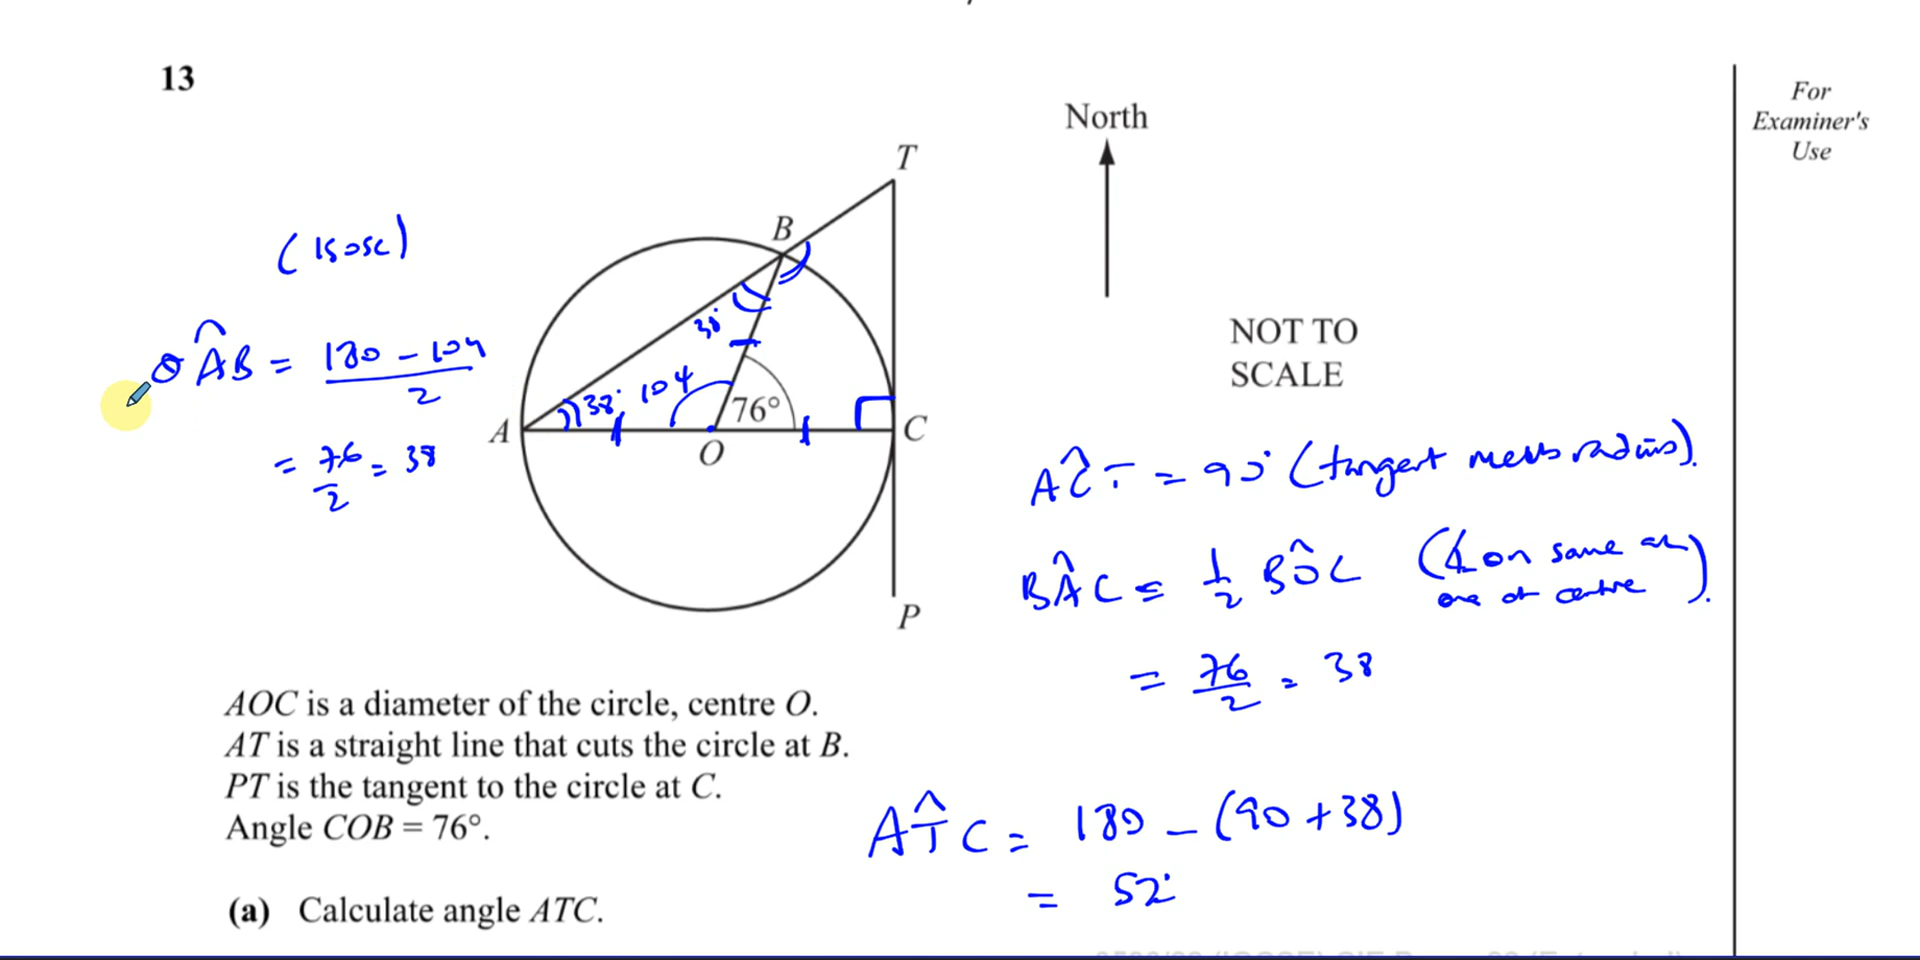 13
For
Examiner's
Use
North
T
B
(isosc)
NOT TO
SCALE
38°
OÂB = 180 - 104
2
= 76 = 38
2
A
38°
104
76°
O
C
P
AĈT = 90° (tangent meets radius).
BÂC = 1/2 BÔC (∠ on same arc
one at centre).
= 76 = 38
2
AOC is a diameter of the circle, centre O.
AT is a straight line that cuts the circle at B.
PT is the tangent to the circle at C.
Angle COB = 76°.
AT̂C = 180 - (90 + 38)
= 52°
(a) Calculate angle ATC.